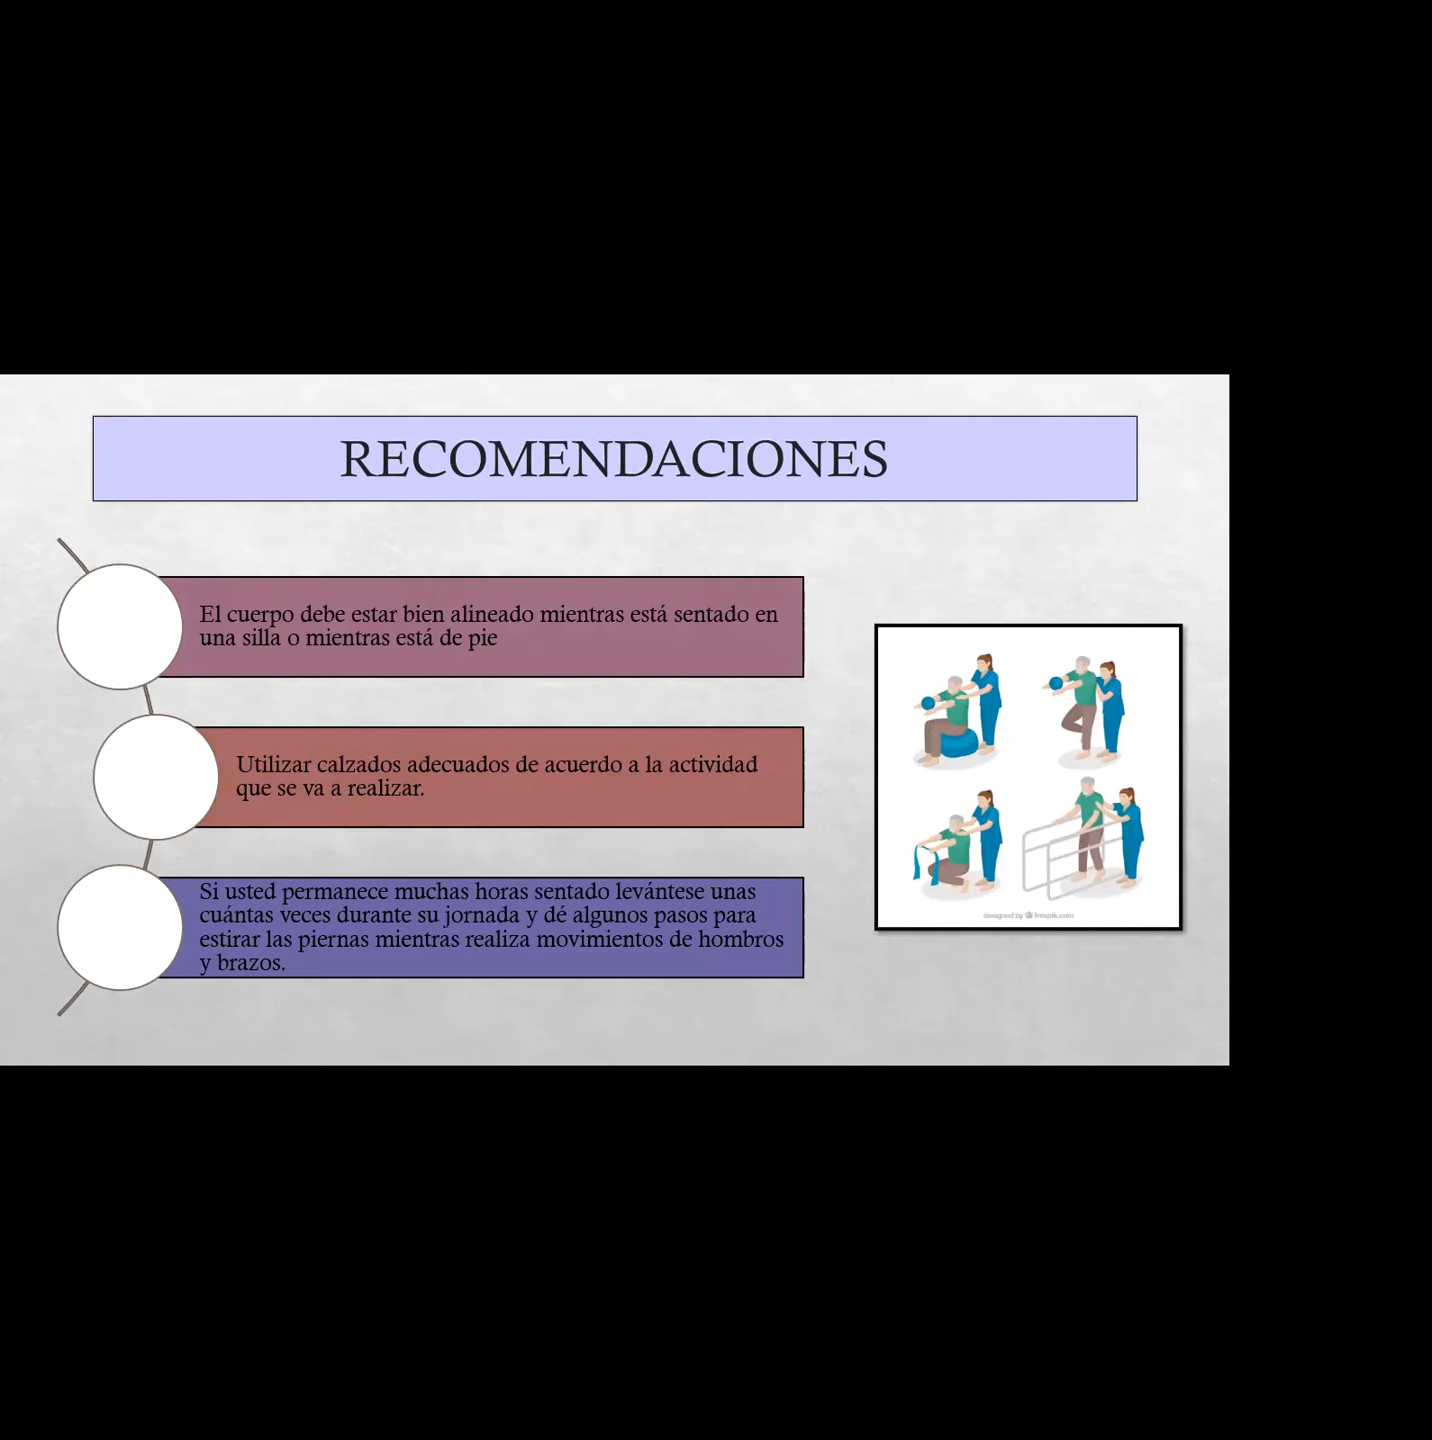 RECOMENDACIONES
El cuerpo debe estar bien alineado mientras está sentado en
una silla o mientras está de pie
Utilizar calzados adecuados de acuerdo a la actividad
que se va a realizar.
Si usted permanece muchas horas sentado levántese unas
cuántas veces durante su jornada y dé algunos pasos para
estirar las piernas mientras realiza movimientos de hombros
y brazos.
designed by freepik.com